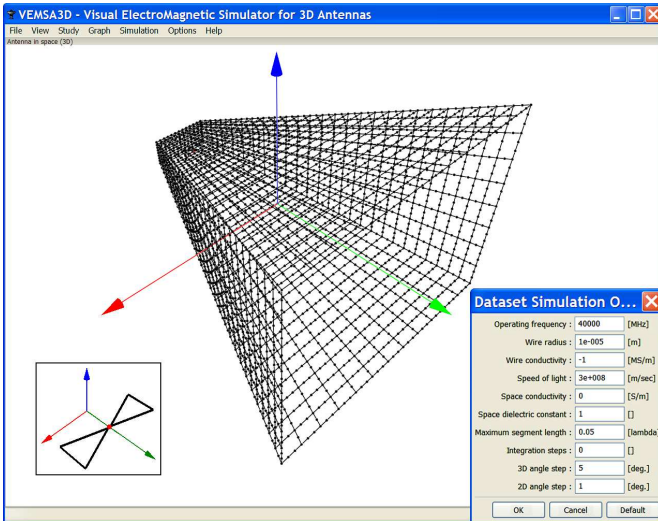 VEMSA3D - Visual ElectroMagnetic Simulator for 3D Antennas
File View Study Graph Simulation Options Help
Antenna in space (3D)
Dataset Simulation O...
Operating frequency : 40000 [MHz]
Wire radius : 1e-005 [m]
Wire conductivity : -1 [MS/m]
Speed of light : 3e+008 [m/sec]
Space conductivity : 0 [S/m]
Space dielectric constant : 1 []
Maximum segment length : 0.05 [lambda]
Integration steps : 0 []
3D angle step : 5 [deg.]
2D angle step : 1 [deg.]
OK Cancel Default